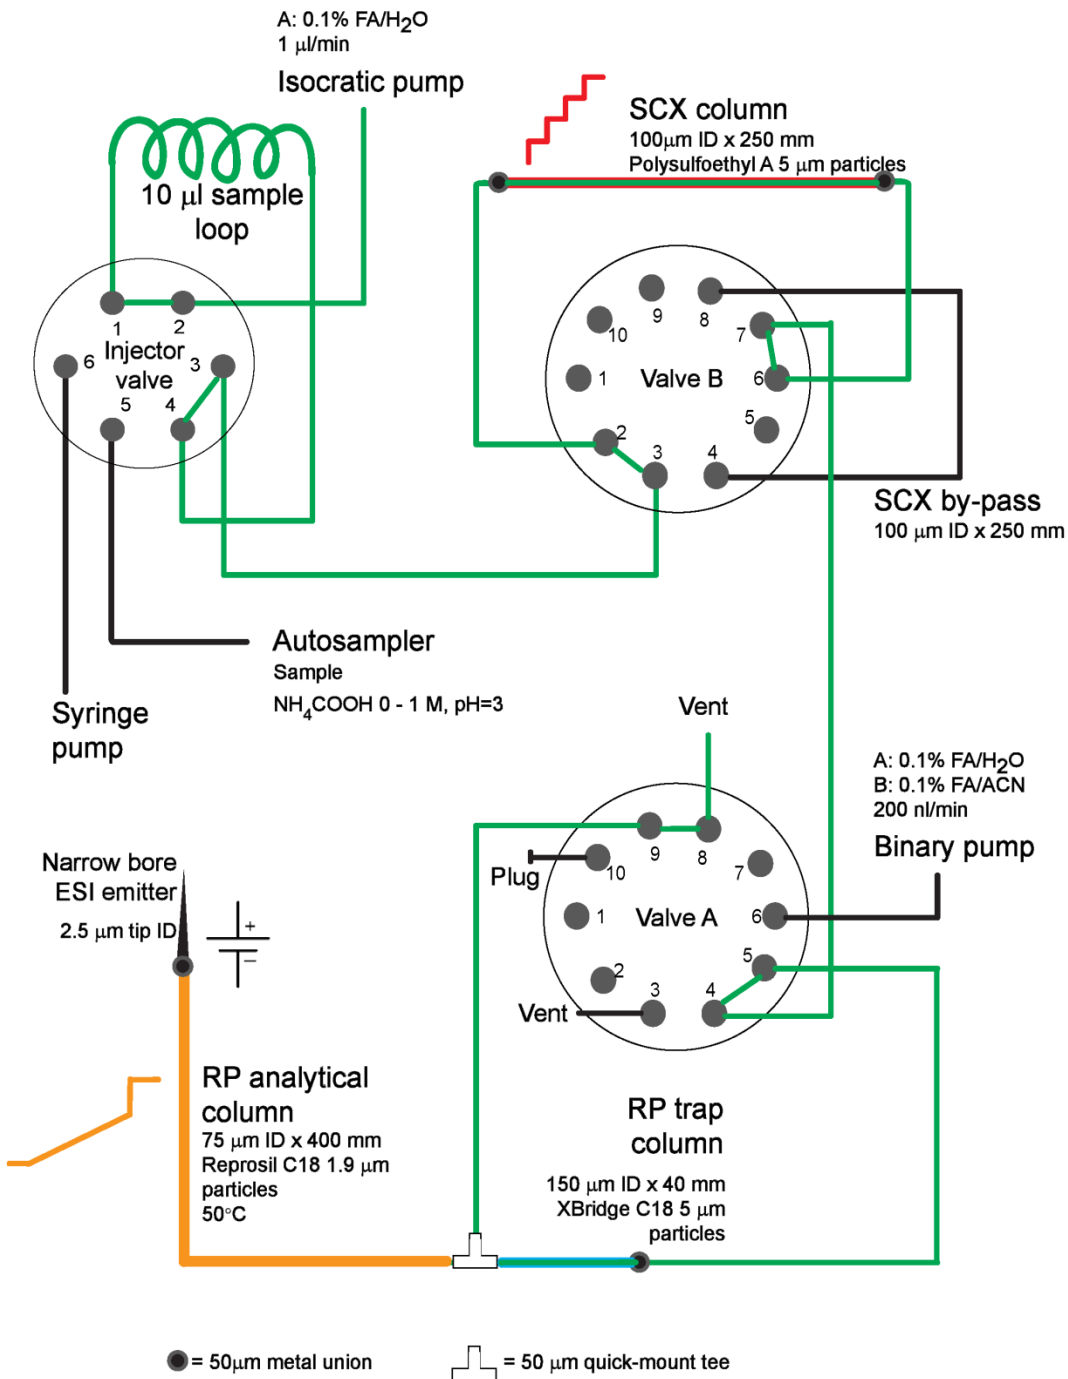 A: 0.1% FA/H2O
1 μl/min
Isocratic pump
10 μl sample
loop
1
2
Injector
valve
6
3
5
4
SCX column
100μm ID x 250 mm
Polysulfoethyl A 5 μm particles
9
8
10
7
1
Valve B
6
2
5
3
4
SCX by-pass
100 μm ID x 250 mm
Autosampler
Sample
NH4COOH 0 - 1 M, pH=3
Syringe
pump
Vent
A: 0.1% FA/H2O
B: 0.1% FA/ACN
200 nl/min
Binary pump
9
8
Plug
10
7
1
Valve A
6
2
5
Vent
3
4
Narrow bore
ESI emitter
2.5 μm tip ID
+
−
RP analytical
column
75 μm ID x 400 mm
Reprosil C18 1.9 μm
particles
50°C
RP trap
column
150 μm ID x 40 mm
XBridge C18 5 μm
particles
= 50μm metal union
= 50 μm quick-mount tee